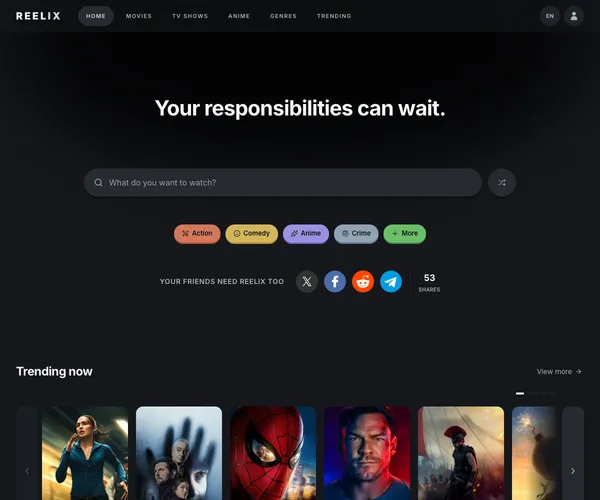 REELIX
HOME
MOVIES
TV SHOWS
ANIME
GENRES
TRENDING
EN
Your responsibilities can wait.
What do you want to watch?
Action
Comedy
Anime
Crime
More
YOUR FRIENDS NEED REELIX TOO
53
SHARES
Trending now
View more →